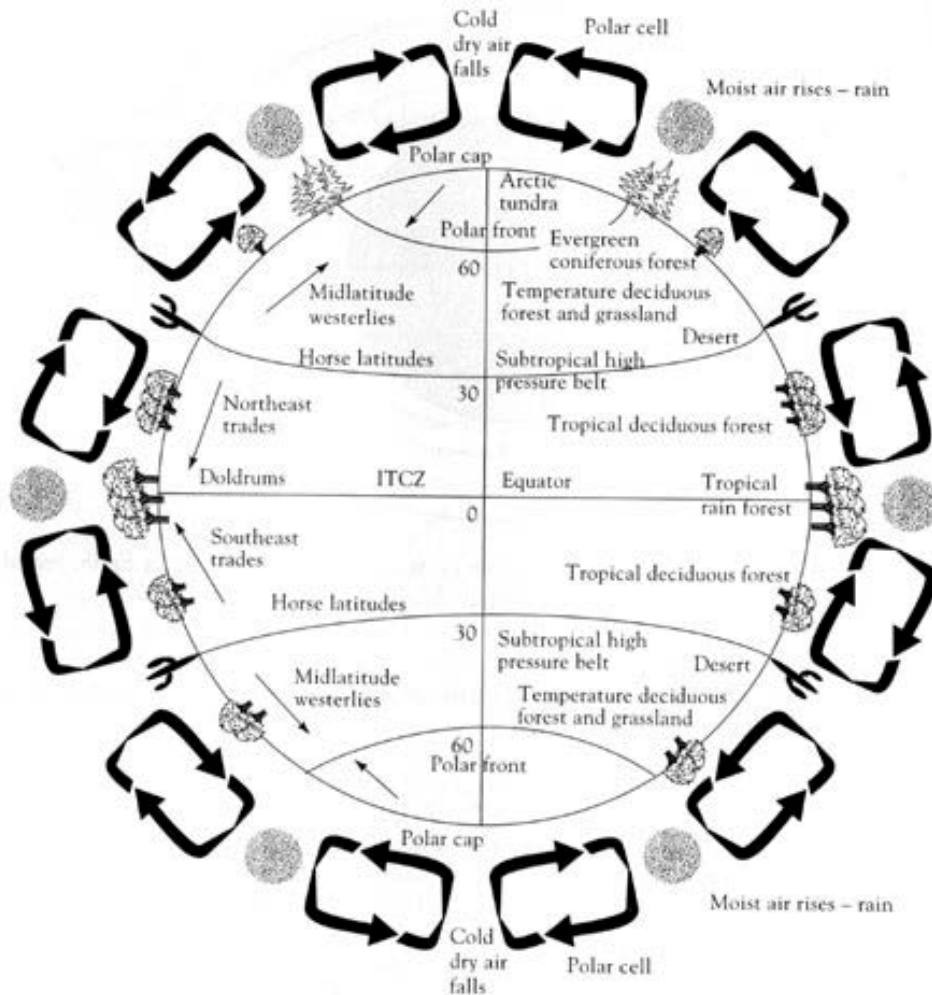 Cold
dry air
falls
Polar cell
Moist air rises – rain
Polar cap
Arctic
tundra
Polar front
Evergreen
coniferous forest
60
Midlatitude
westerlies
Temperature deciduous
forest and grassland
Desert
Horse latitudes
Subtropical high
pressure belt
30
Northeast
trades
Tropical deciduous forest
Doldrums
ITCZ
Equator
Tropical
rain forest
0
Southeast
trades
Tropical deciduous forest
Horse latitudes
30
Subtropical high
pressure belt
Desert
Midlatitude
westerlies
Temperature deciduous
forest and grassland
60
Polar front
Polar cap
Moist air rises – rain
Cold
dry air
falls
Polar cell